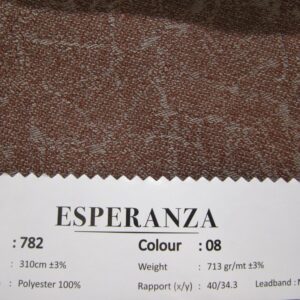 ESPERANZA
: 782 Colour : 08
: 310cm ±3% Weight : 713 gr/mt ±3%
: Polyester 100% Rapport (x/y) : 40/34.3 Leadband :